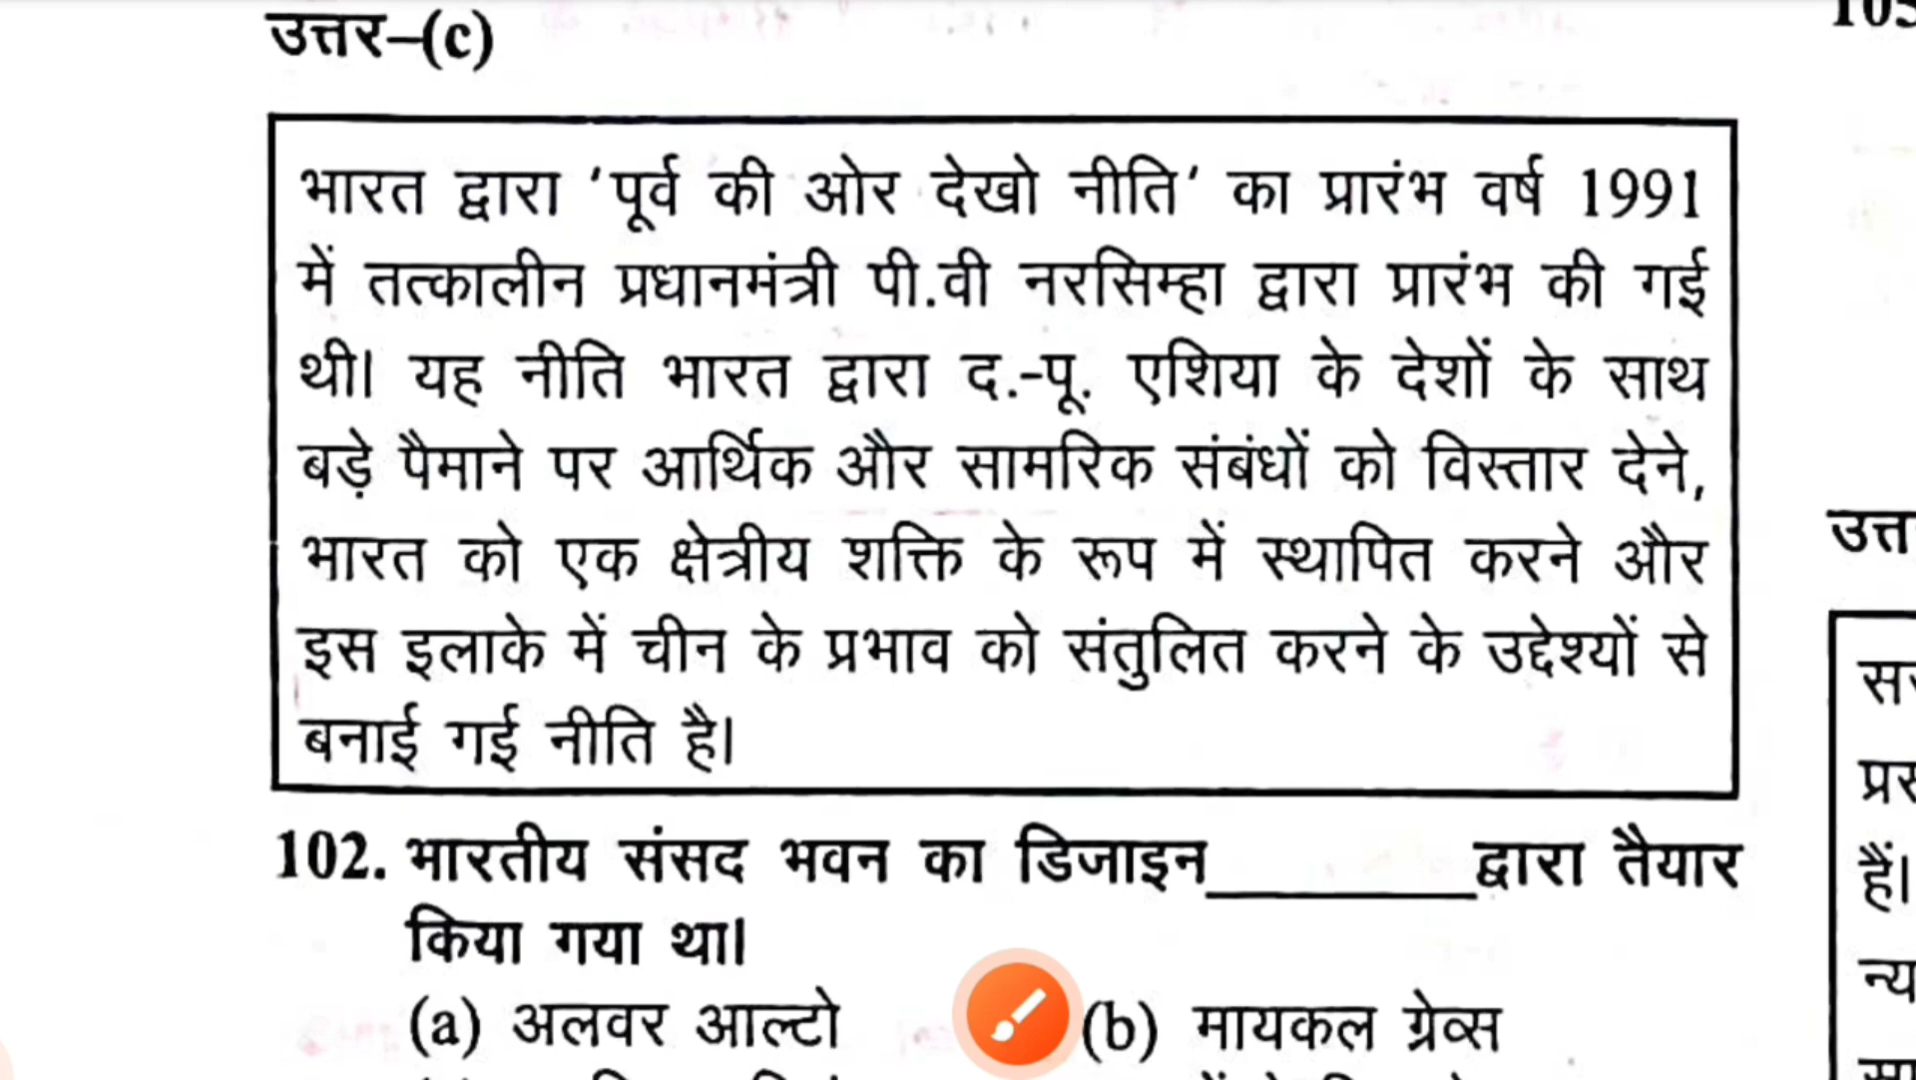 उत्तर–(c)
भारत द्वारा ‘पूर्व की ओर देखो नीति’ का प्रारंभ वर्ष 1991
में तत्कालीन प्रधानमंत्री पी.वी नरसिम्हा द्वारा प्रारंभ की गई
थी। यह नीति भारत द्वारा द.-पू. एशिया के देशों के साथ
बड़े पैमाने पर आर्थिक और सामरिक संबंधों को विस्तार देने,
भारत को एक क्षेत्रीय शक्ति के रूप में स्थापित करने और
इस इलाके में चीन के प्रभाव को संतुलित करने के उद्देश्यों से
बनाई गई नीति है।
102. भारतीय संसद भवन का डिजाइन________द्वारा तैयार
किया गया था।
(a) अलवर आल्टो (b) मायकल ग्रेव्स
हैं।